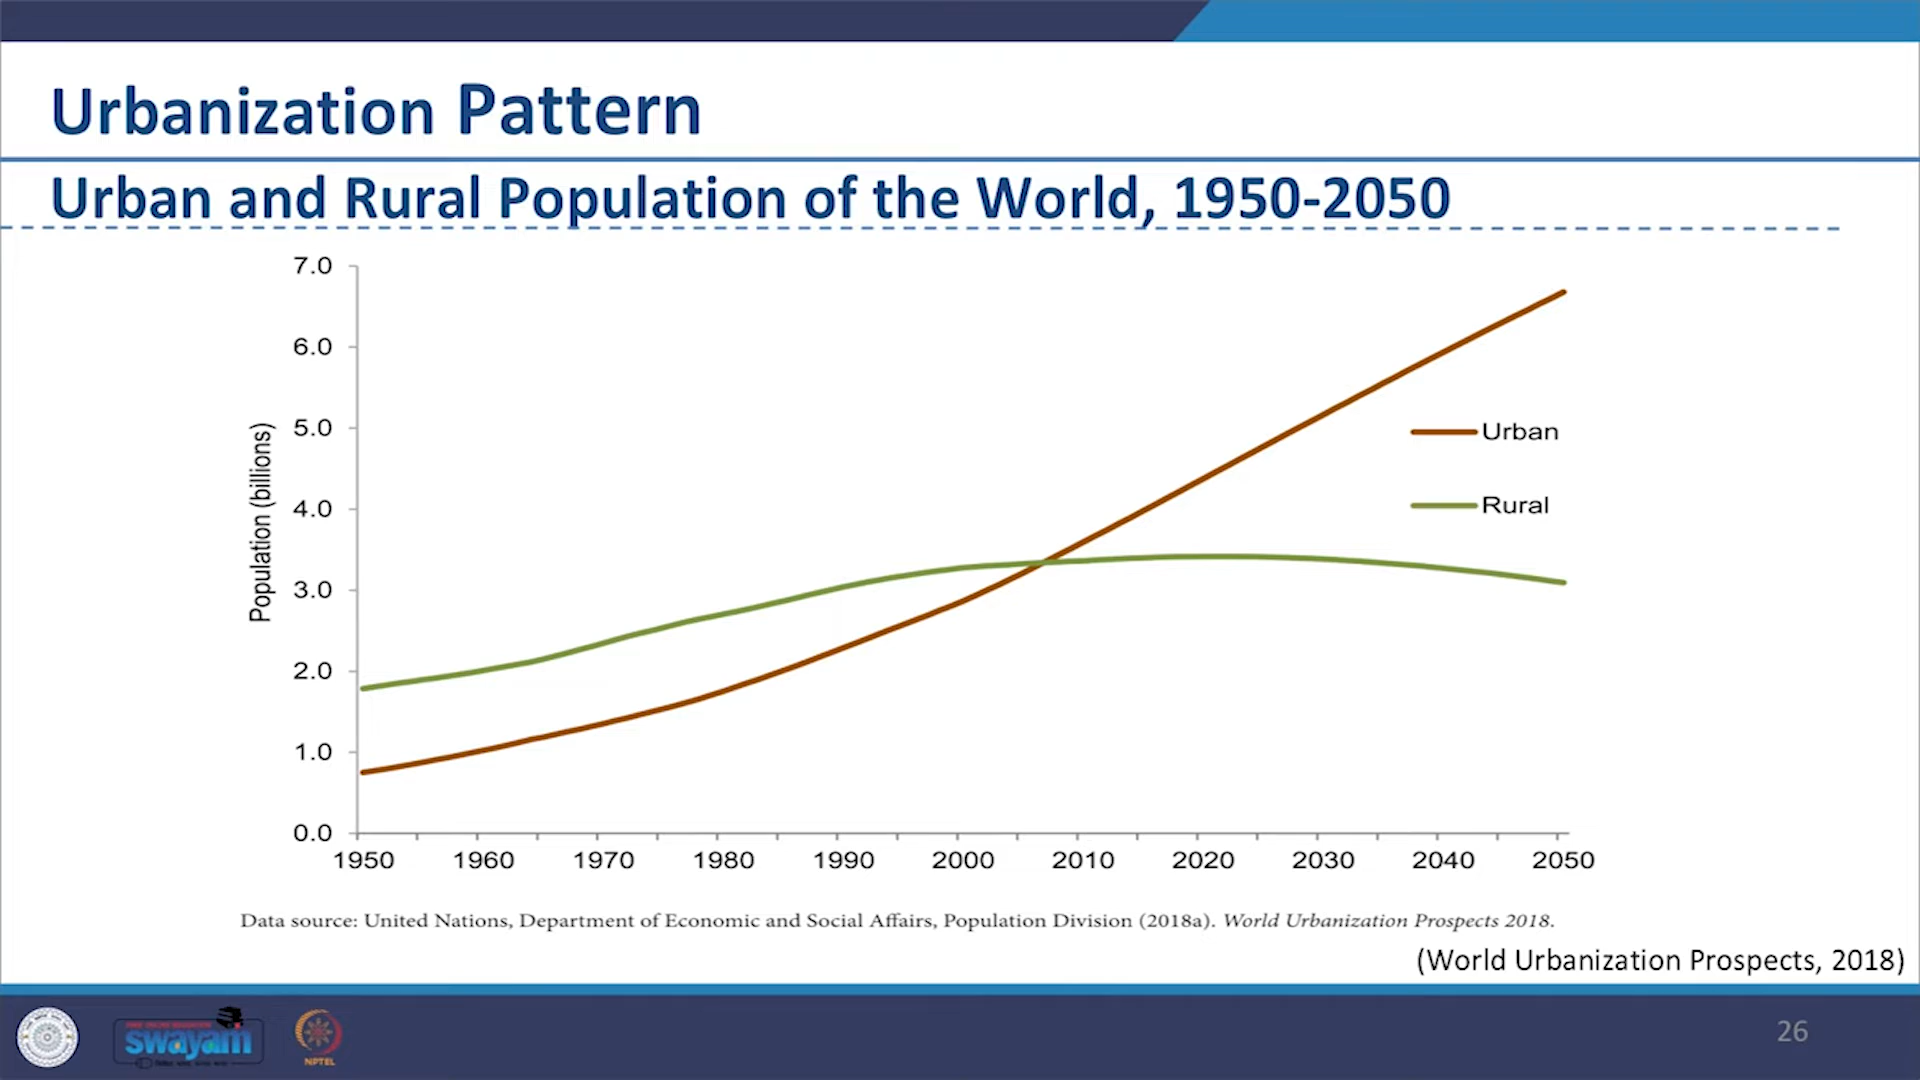 Urbanization Pattern
Urban and Rural Population of the World, 1950-2050
7.0
6.0
5.0
4.0
3.0
2.0
1.0
0.0
Population (billions)
Urban
Rural
1950 1960 1970 1980 1990 2000 2010 2020 2030 2040 2050
Data source: United Nations, Department of Economic and Social Affairs, Population Division (2018a). World Urbanization Prospects 2018.
(World Urbanization Prospects, 2018)
swayam
NPTEL
26